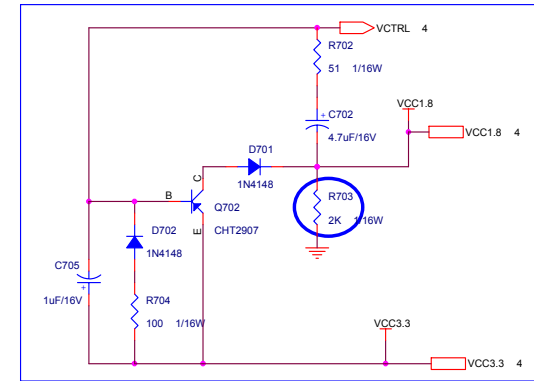 VCTRL 4
R702
51 1/16W
C702
+
4.7uF/16V
VCC1.8
VCC1.8 4
D701
1N4148
C
B
Q702
CHT2907
E
R703
2K 1/16W
D702
1N4148
C705
+
1uF/16V
R704
100 1/16W
VCC3.3
VCC3.3 4